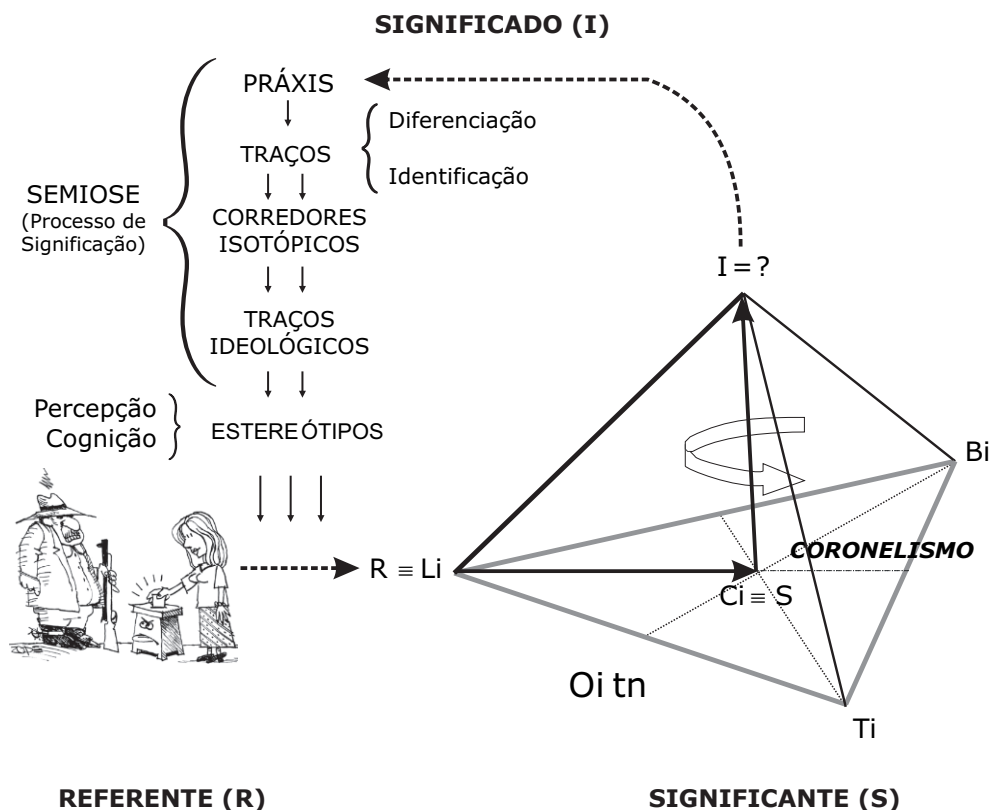 SIGNIFICADO (I)
PRÁXIS
Diferenciação
TRAÇOS
Identificação
SEMIOSE
(Processo de
Significação)
CORREDORES
ISOTÓPICOS
TRAÇOS
IDEOLÓGICOS
Percepção
Cognição
ESTEREÓTIPOS
I = ?
Bi
R ≡ Li
CORONELISMO
Ci ≡ S
Oi tn
Ti
REFERENTE (R)
SIGNIFICANTE (S)